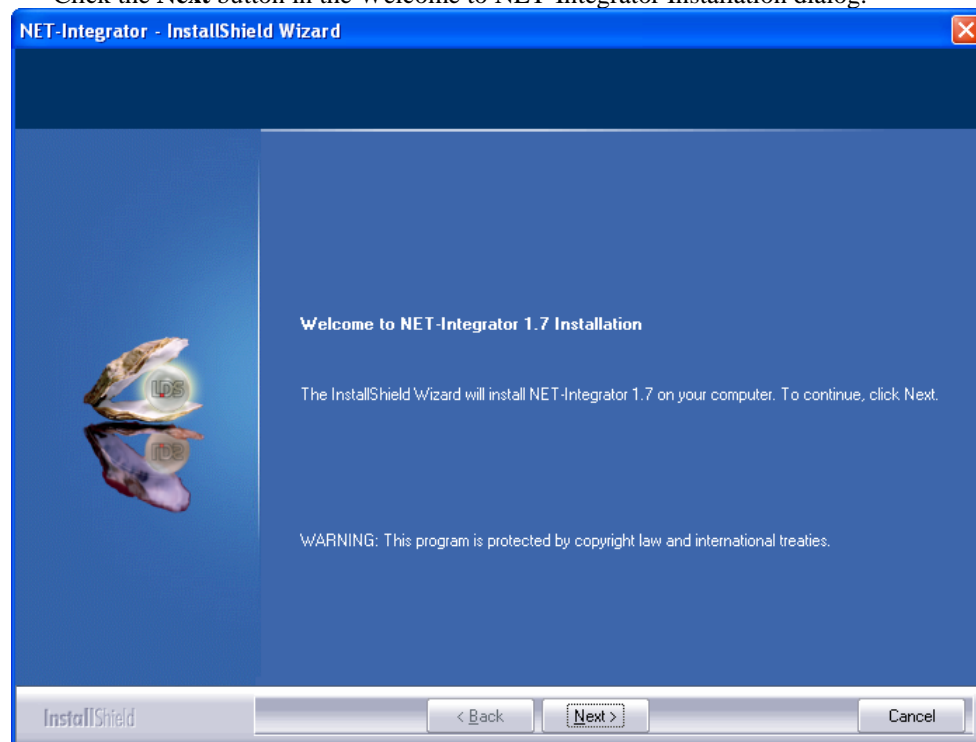 Click the Next button in the Welcome to NET-Integrator Installation dialog.
NET-Integrator - InstallShield Wizard
Welcome to NET-Integrator 1.7 Installation
The InstallShield Wizard will install NET-Integrator 1.7 on your computer. To continue, click Next.
LDS
WARNING: This program is protected by copyright law and international treaties.
InstallShield
< Back
Next >
Cancel